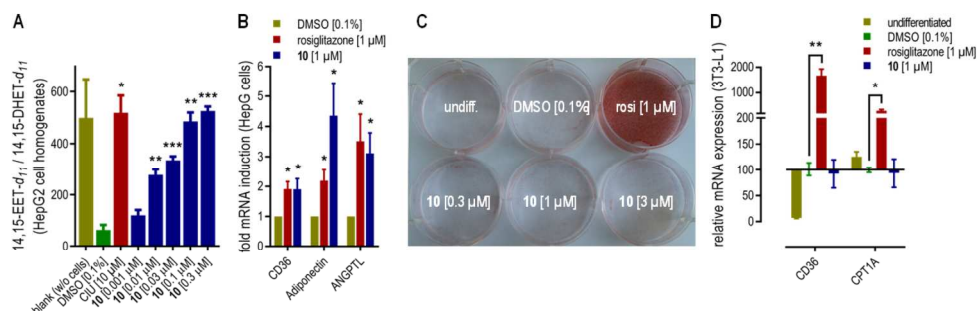 A
14,15-EET-d11 / 14,15-DHET-d11
(HepG2 cell homogenates)
600
400
200
0
*
**
***
**
***
blank (w/o cells)
DMSO [0.1%]
CIU [10 µM]
10 [0.001 µM]
10 [0.01 µM]
10 [0.03 µM]
10 [0.1 µM]
10 [0.3 µM]
B
DMSO [0.1%]
rosiglitazone [1 µM]
10 [1 µM]
fold mRNA induction (HepG cells)
6
5
4
3
2
1
0
* *
* *
* *
CD36
Adiponectin
ANGPTL
C
undiff.
DMSO [0.1%]
rosi [1 µM]
10 [0.3 µM]
10 [1 µM]
10 [3 µM]
D
undifferentiated
DMSO [0.1%]
rosiglitazone [1 µM]
10 [1 µM]
relative mRNA expression (3T3-L1)
2000
1000
200
150
100
50
0
**
*
CD36
CPT1A